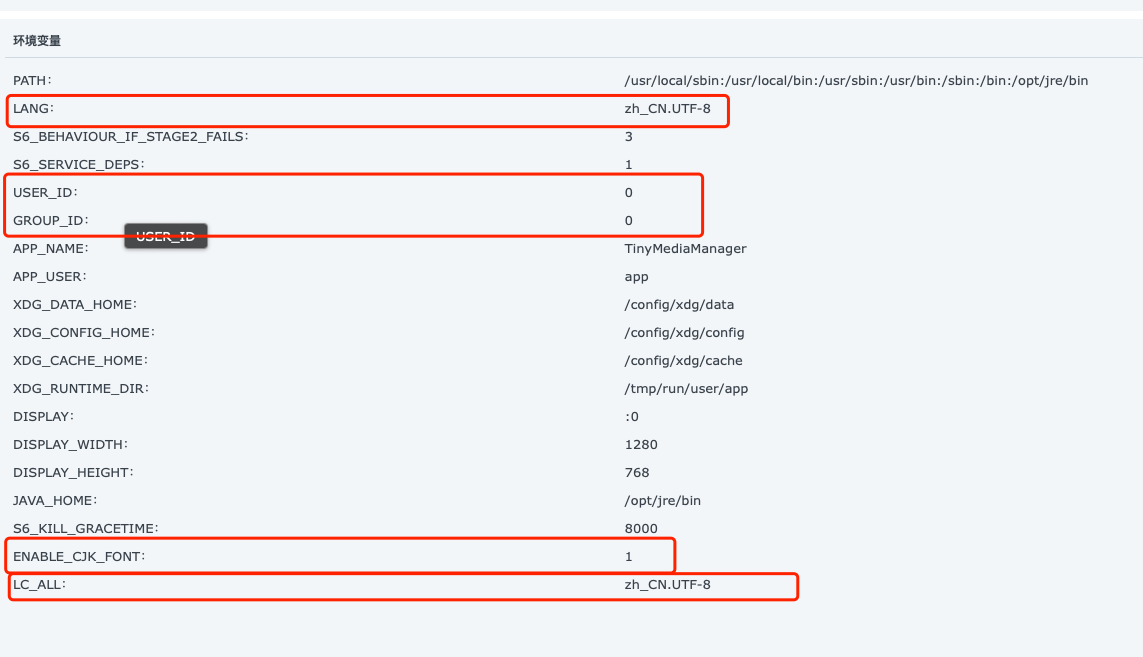 环境变量
PATH: /usr/local/sbin:/usr/local/bin:/usr/sbin:/usr/bin:/sbin:/bin:/opt/jre/bin
LANG: zh_CN.UTF-8
S6_BEHAVIOUR_IF_STAGE2_FAILS: 3
S6_SERVICE_DEPS: 1
USER_ID: 0
GROUP_ID: 0
USER_ID
APP_NAME: TinyMediaManager
APP_USER: app
XDG_DATA_HOME: /config/xdg/data
XDG_CONFIG_HOME: /config/xdg/config
XDG_CACHE_HOME: /config/xdg/cache
XDG_RUNTIME_DIR: /tmp/run/user/app
DISPLAY: :0
DISPLAY_WIDTH: 1280
DISPLAY_HEIGHT: 768
JAVA_HOME: /opt/jre/bin
S6_KILL_GRACETIME: 8000
ENABLE_CJK_FONT: 1
LC_ALL: zh_CN.UTF-8